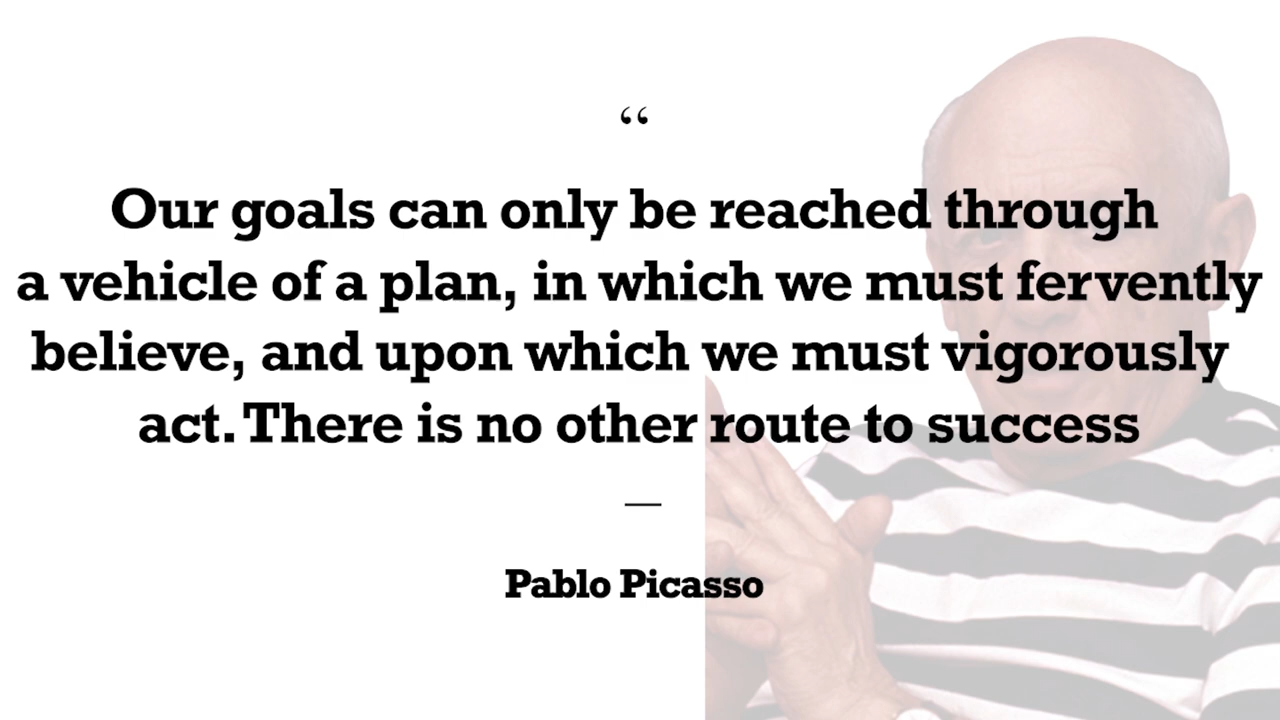 “
Our goals can only be reached through
a vehicle of a plan, in which we must fervently
believe, and upon which we must vigorously
act. There is no other route to success
—
Pablo Picasso